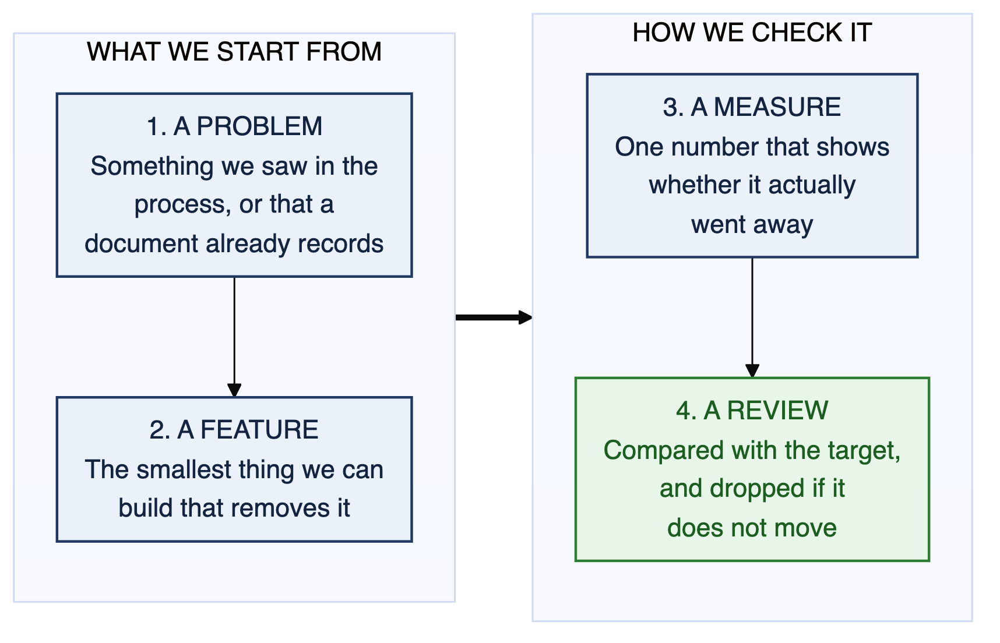 WHAT WE START FROM
1. A PROBLEM
Something we saw in the
process, or that a
document already records
2. A FEATURE
The smallest thing we can
build that removes it
HOW WE CHECK IT
3. A MEASURE
One number that shows
whether it actually
went away
4. A REVIEW
Compared with the target,
and dropped if it
does not move